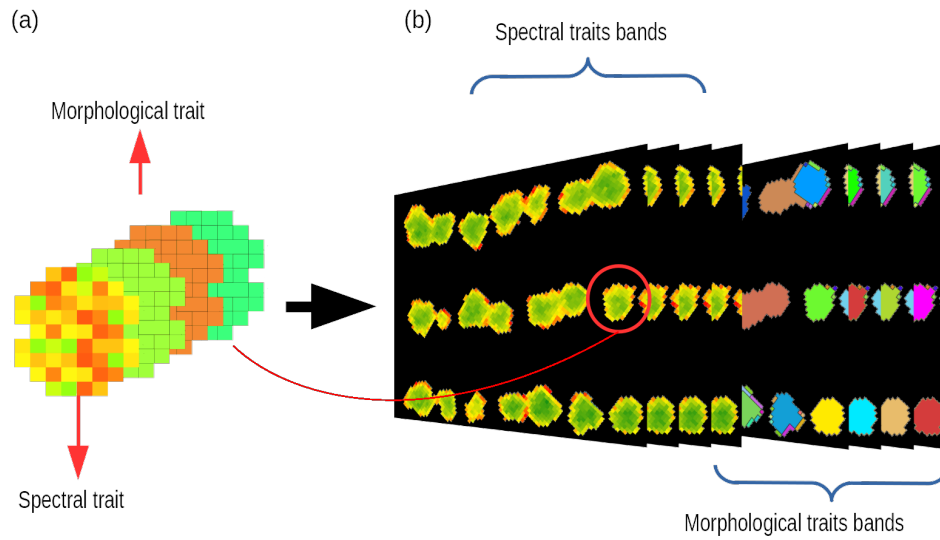 (a)
(b)
Spectral traits bands
Morphological trait
Spectral trait
Morphological traits bands